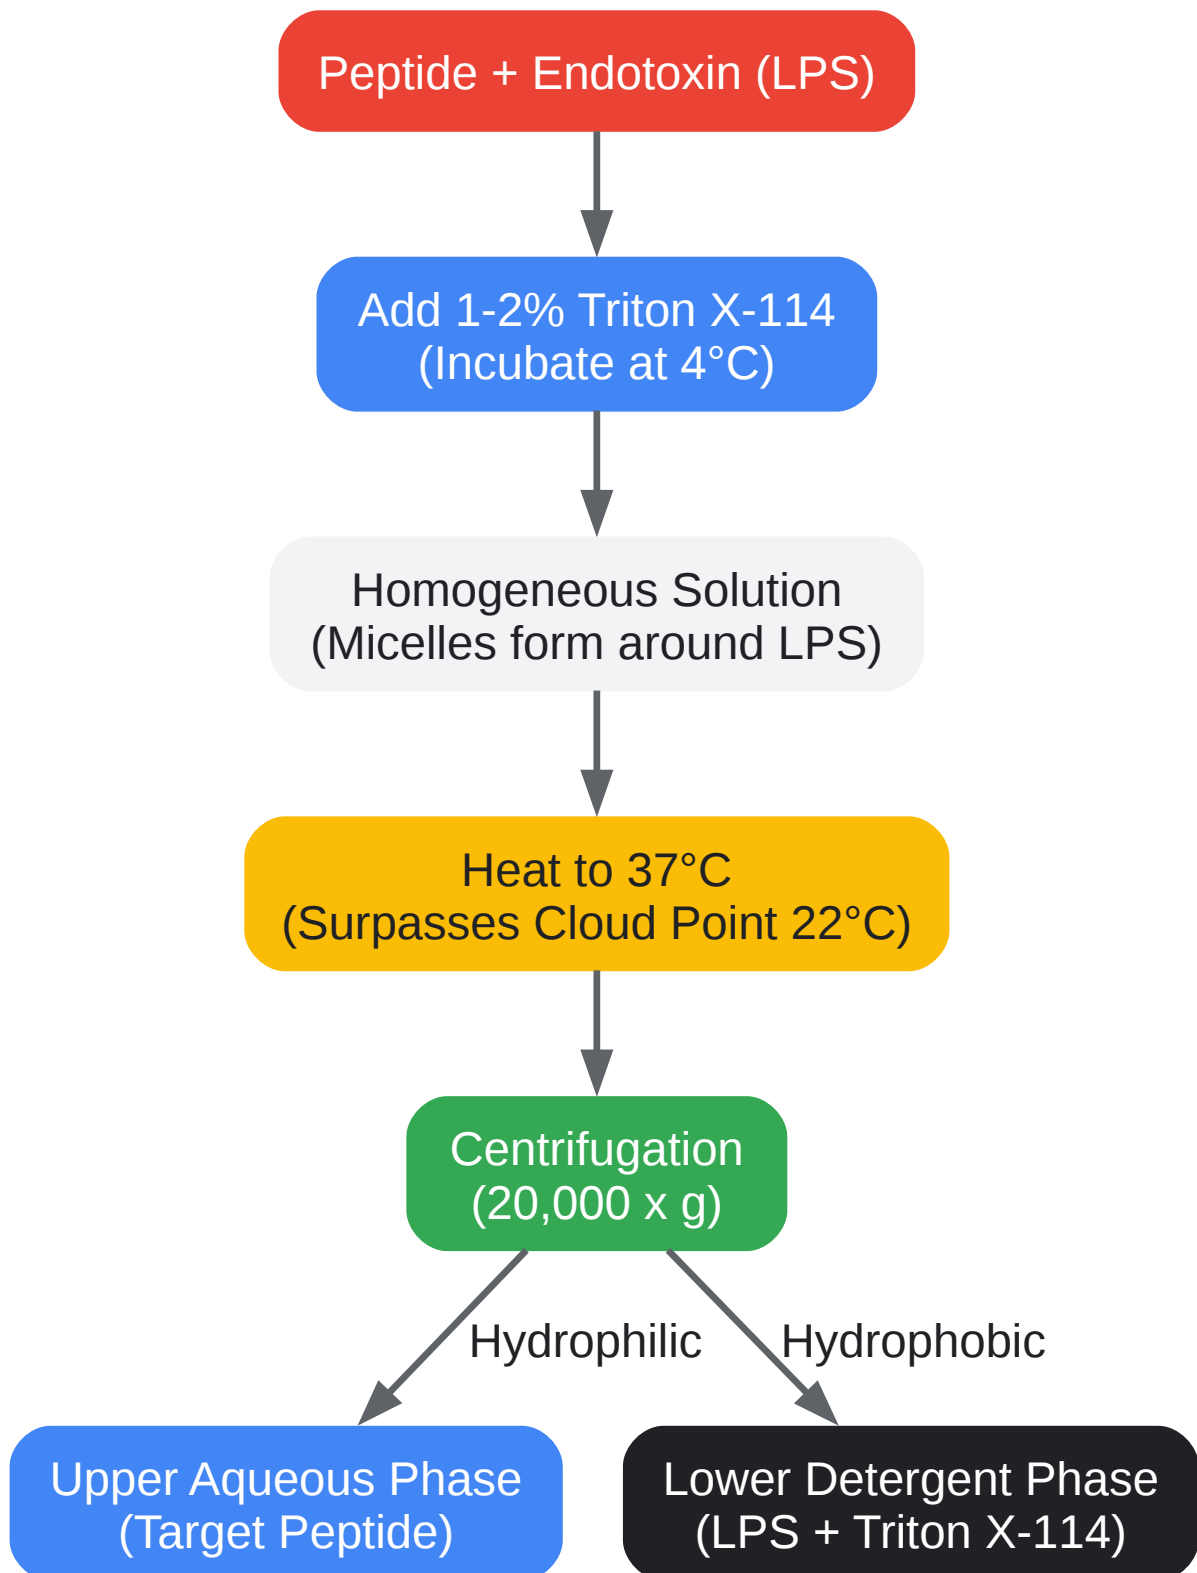 Peptide + Endotoxin (LPS)
Add 1-2% Triton X-114
(Incubate at 4°C)
Homogeneous Solution
(Micelles form around LPS)
Heat to 37°C
(Surpasses Cloud Point 22°C)
Centrifugation
(20,000 x g)
Hydrophilic
Hydrophobic
Upper Aqueous Phase
(Target Peptide)
Lower Detergent Phase
(LPS + Triton X-114)